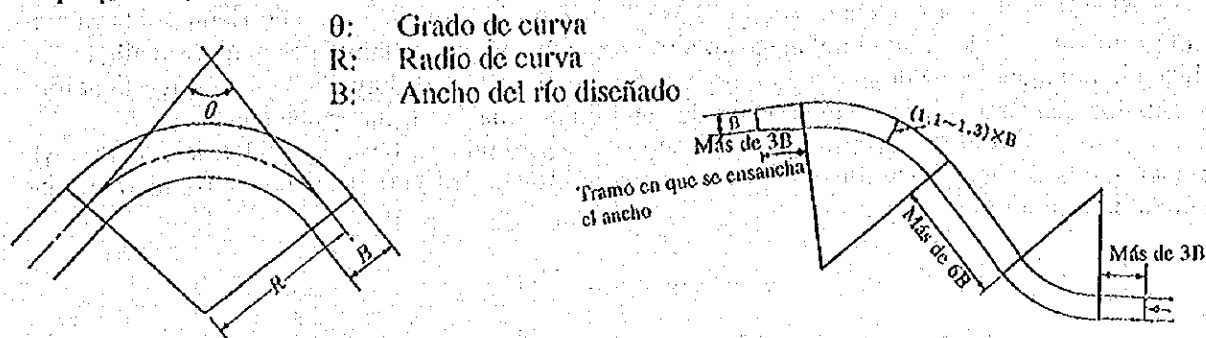 θ: Grado de curva
R: Radio de curva
B: Ancho del río diseñado
θ
R
B
B
Más de 3B
(1.1~1.3)×B
Tramo en que se ensancha
el ancho
Más de 6B
Más de 3B